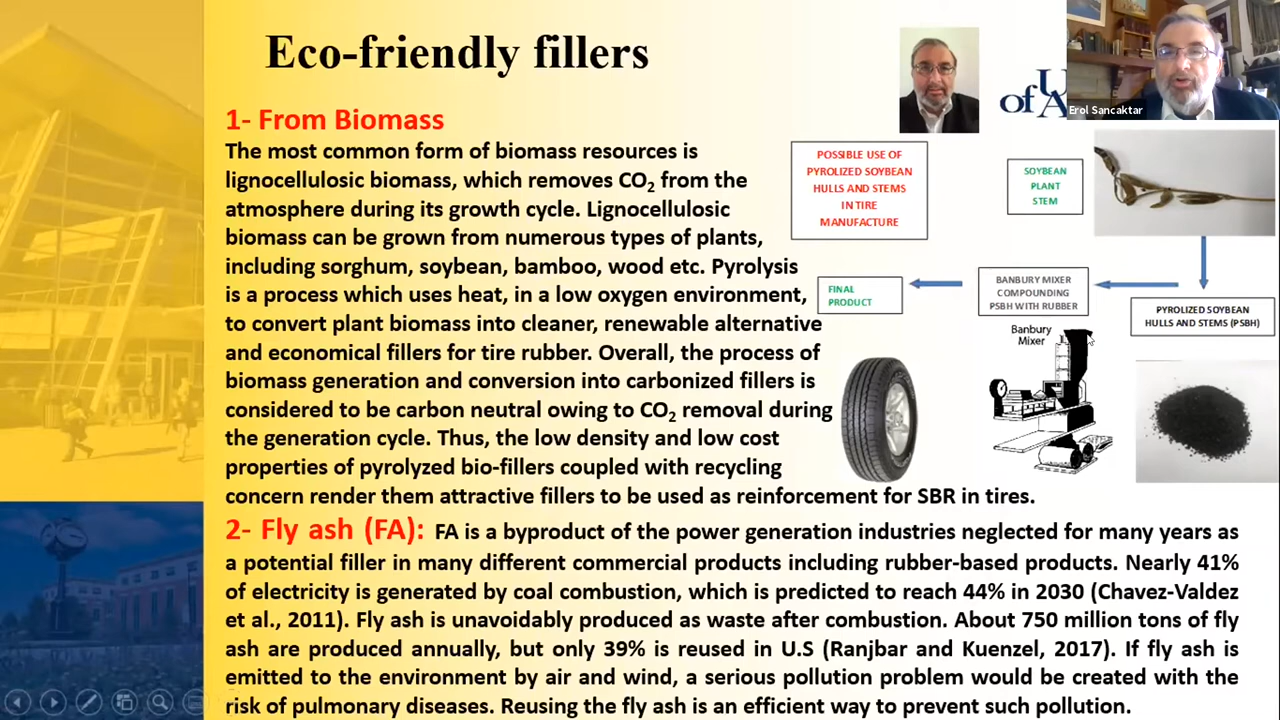 Eco-friendly fillers
1- From Biomass
The most common form of biomass resources is
lignocellulosic biomass, which removes CO₂ from the
atmosphere during its growth cycle. Lignocellulosic
biomass can be grown from numerous types of plants,
including sorghum, soybean, bamboo, wood etc. Pyrolysis
is a process which uses heat, in a low oxygen environment,
to convert plant biomass into cleaner, renewable alternative
and economical fillers for tire rubber. Overall, the process of
biomass generation and conversion into carbonized fillers is
considered to be carbon neutral owing to CO₂ removal during
the generation cycle. Thus, the low density and low cost
properties of pyrolyzed bio-fillers coupled with recycling
concern render them attractive fillers to be used as reinforcement for SBR in tires.
2- Fly ash (FA): FA is a byproduct of the power generation industries neglected for many years as
a potential filler in many different commercial products including rubber-based products. Nearly 41%
of electricity is generated by coal combustion, which is predicted to reach 44% in 2030 (Chavez-Valdez
et al., 2011). Fly ash is unavoidably produced as waste after combustion. About 750 million tons of fly
ash are produced annually, but only 39% is reused in U.S (Ranjbar and Kuenzel, 2017). If fly ash is
emitted to the environment by air and wind, a serious pollution problem would be created with the
risk of pulmonary diseases. Reusing the fly ash is an efficient way to prevent such pollution.
U
of A
Erol Sancaktar
POSSIBLE USE OF
PYROLIZED SOYBEAN
HULLS AND STEMS
IN TIRE
MANUFACTURE
SOYBEAN
PLANT
STEM
FINAL
PRODUCT
BANBURY MIXER
COMPOUNDING
PSBH WITH RUBBER
PYROLIZED SOYBEAN
HULLS AND STEMS (PSBH)
Banbury
Mixer